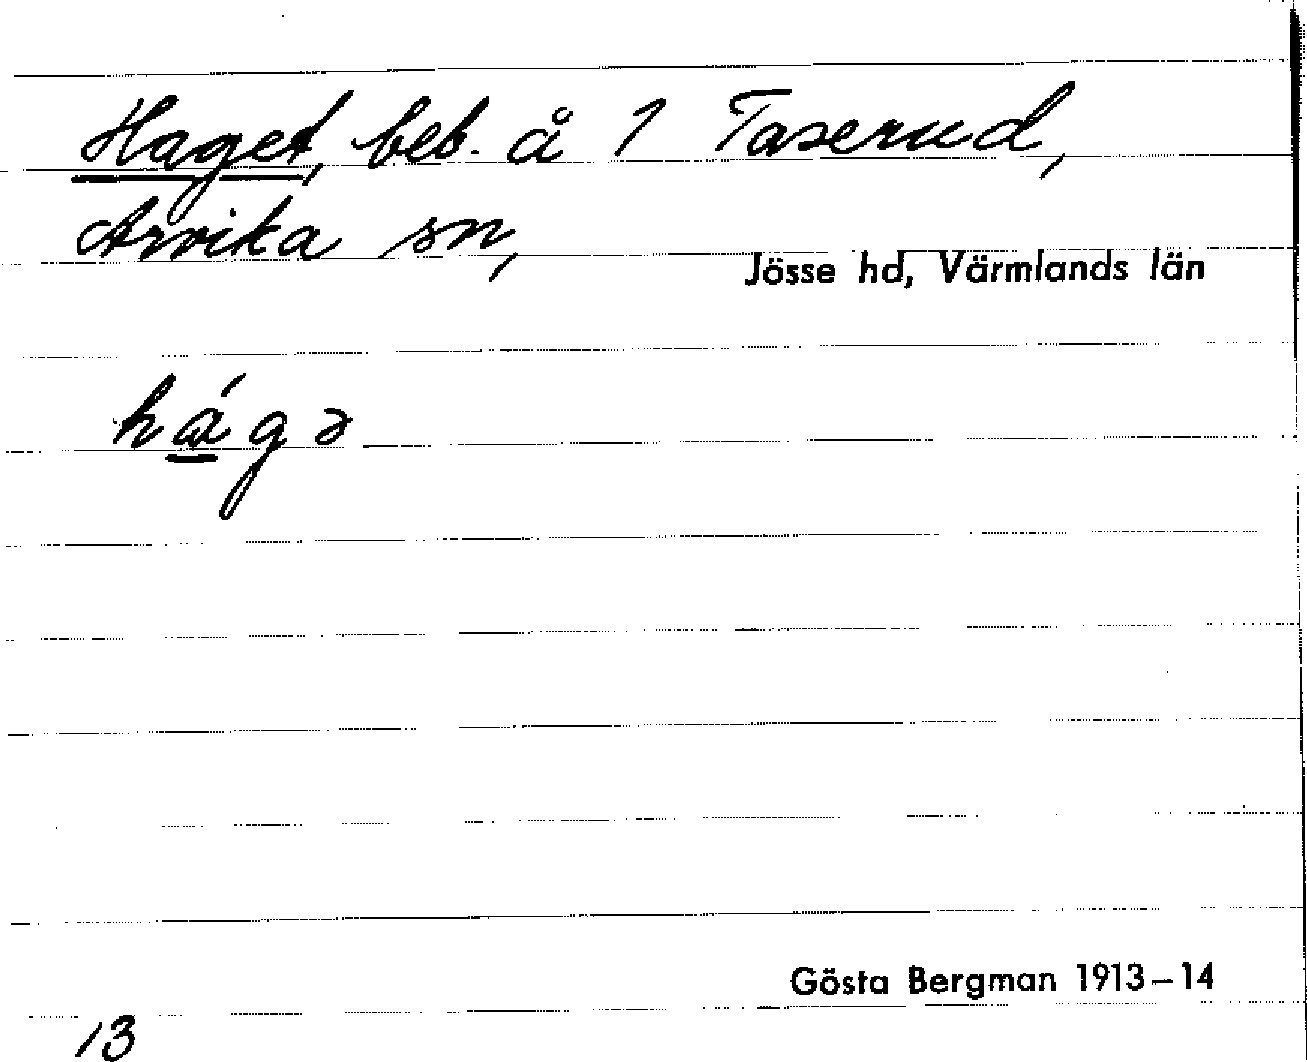 Haget, beb. å 1 Taserud,
Arvika sn,
Jösse hd, Värmlands län
hágə
Gösta Bergman 1913–14
13